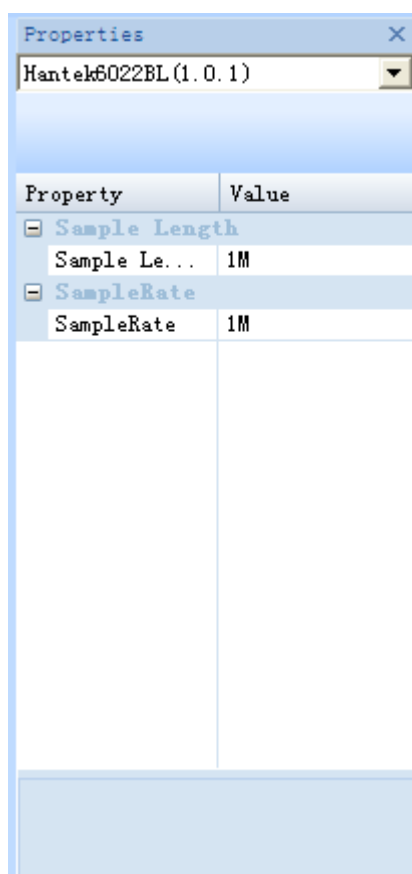 Properties
Hantek6022BL(1.0.1)
Property Value
Sample Length
Sample Le... 1M
SampleRate
SampleRate 1M